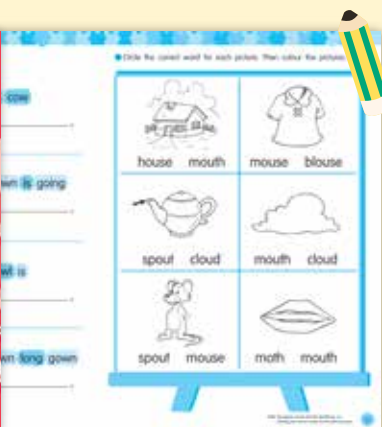 Circle the correct word for each picture. Then colour the pictures.
cow
wn is going
wl is
wn long gown
house mouth
mouse blouse
spout cloud
mouth cloud
spout mouse
moth mouth